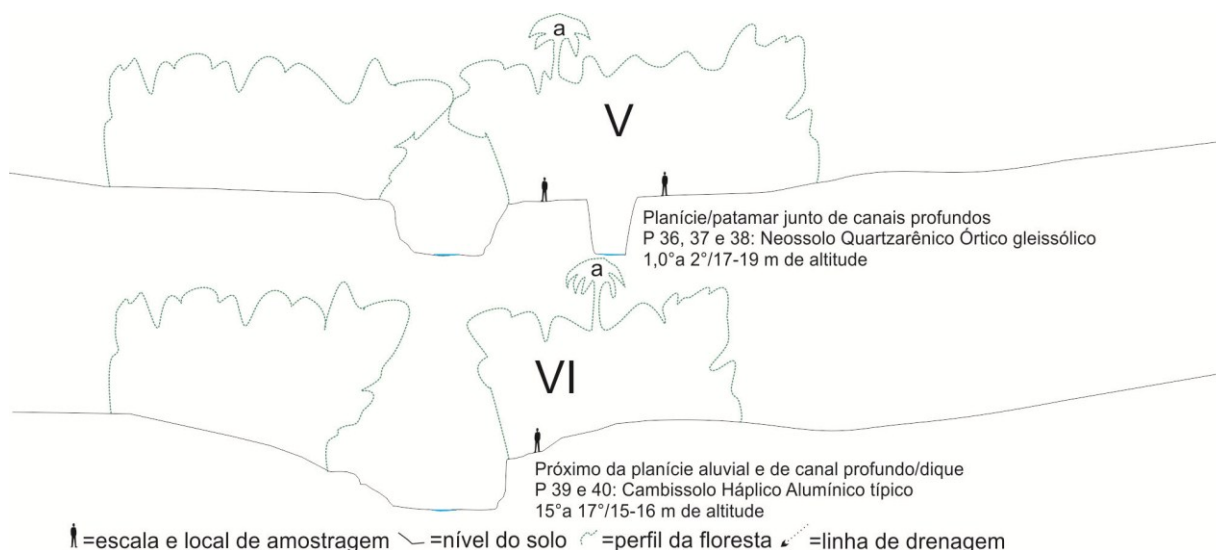 a
V
Planície/patamar junto de canais profundos
P 36, 37 e 38: Neossolo Quartzarênico Órtico gleissólico
1,0°a 2°/17-19 m de altitude
a
VI
Próximo da planície aluvial e de canal profundo/dique
P 39 e 40: Cambissolo Háplico Alumínico típico
15°a 17°/15-16 m de altitude
=escala e local de amostragem =nível do solo =perfil da floresta =linha de drenagem